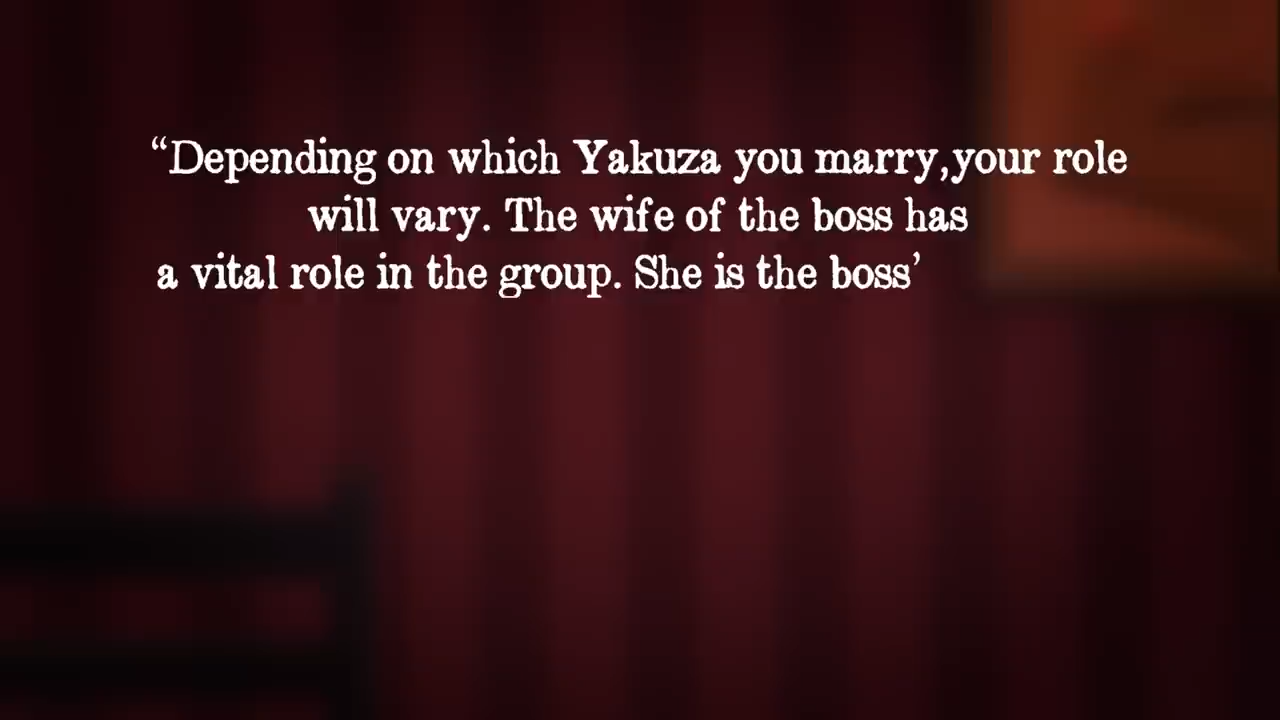 “Depending on which Yakuza you marry,your role
will vary. The wife of the boss has
a vital role in the group. She is the boss’